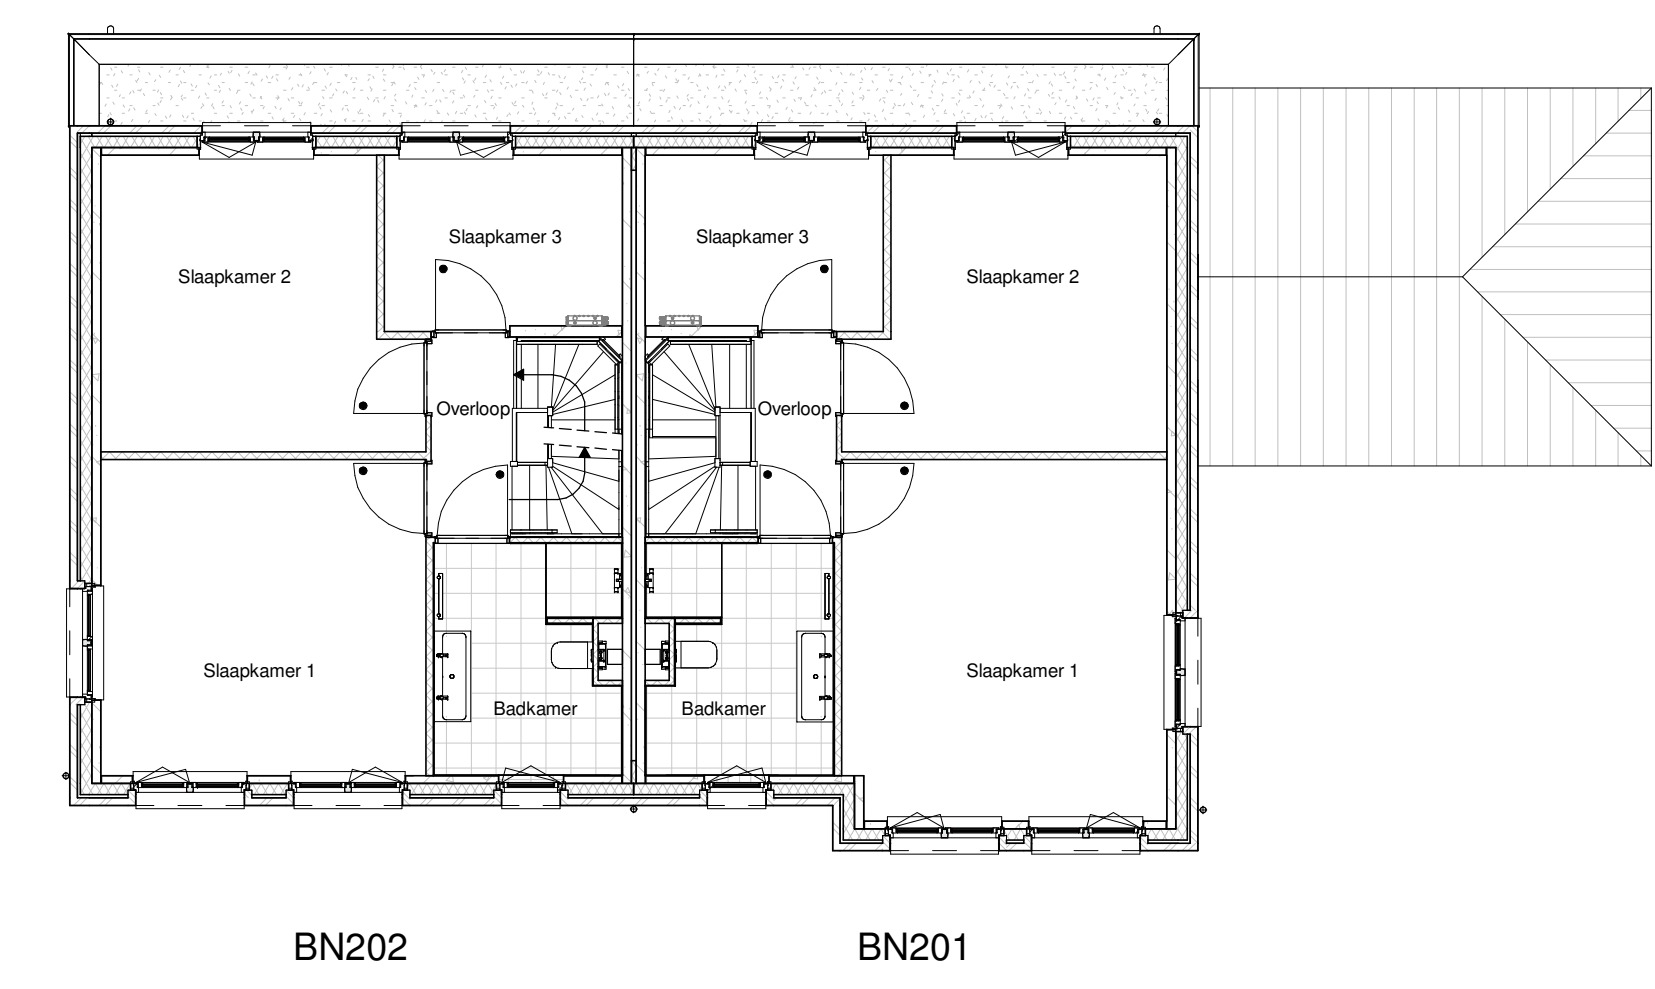 Slaapkamer 3
Slaapkamer 3
Slaapkamer 2
Slaapkamer 2
Overloop
Overloop
Slaapkamer 1
Slaapkamer 1
Badkamer
Badkamer
BN202
BN201